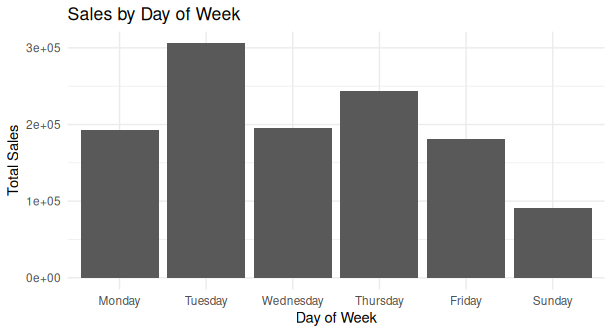 Sales by Day of Week
Total Sales
3e+05
2e+05
1e+05
0e+00
Monday Tuesday Wednesday Thursday Friday Sunday
Day of Week